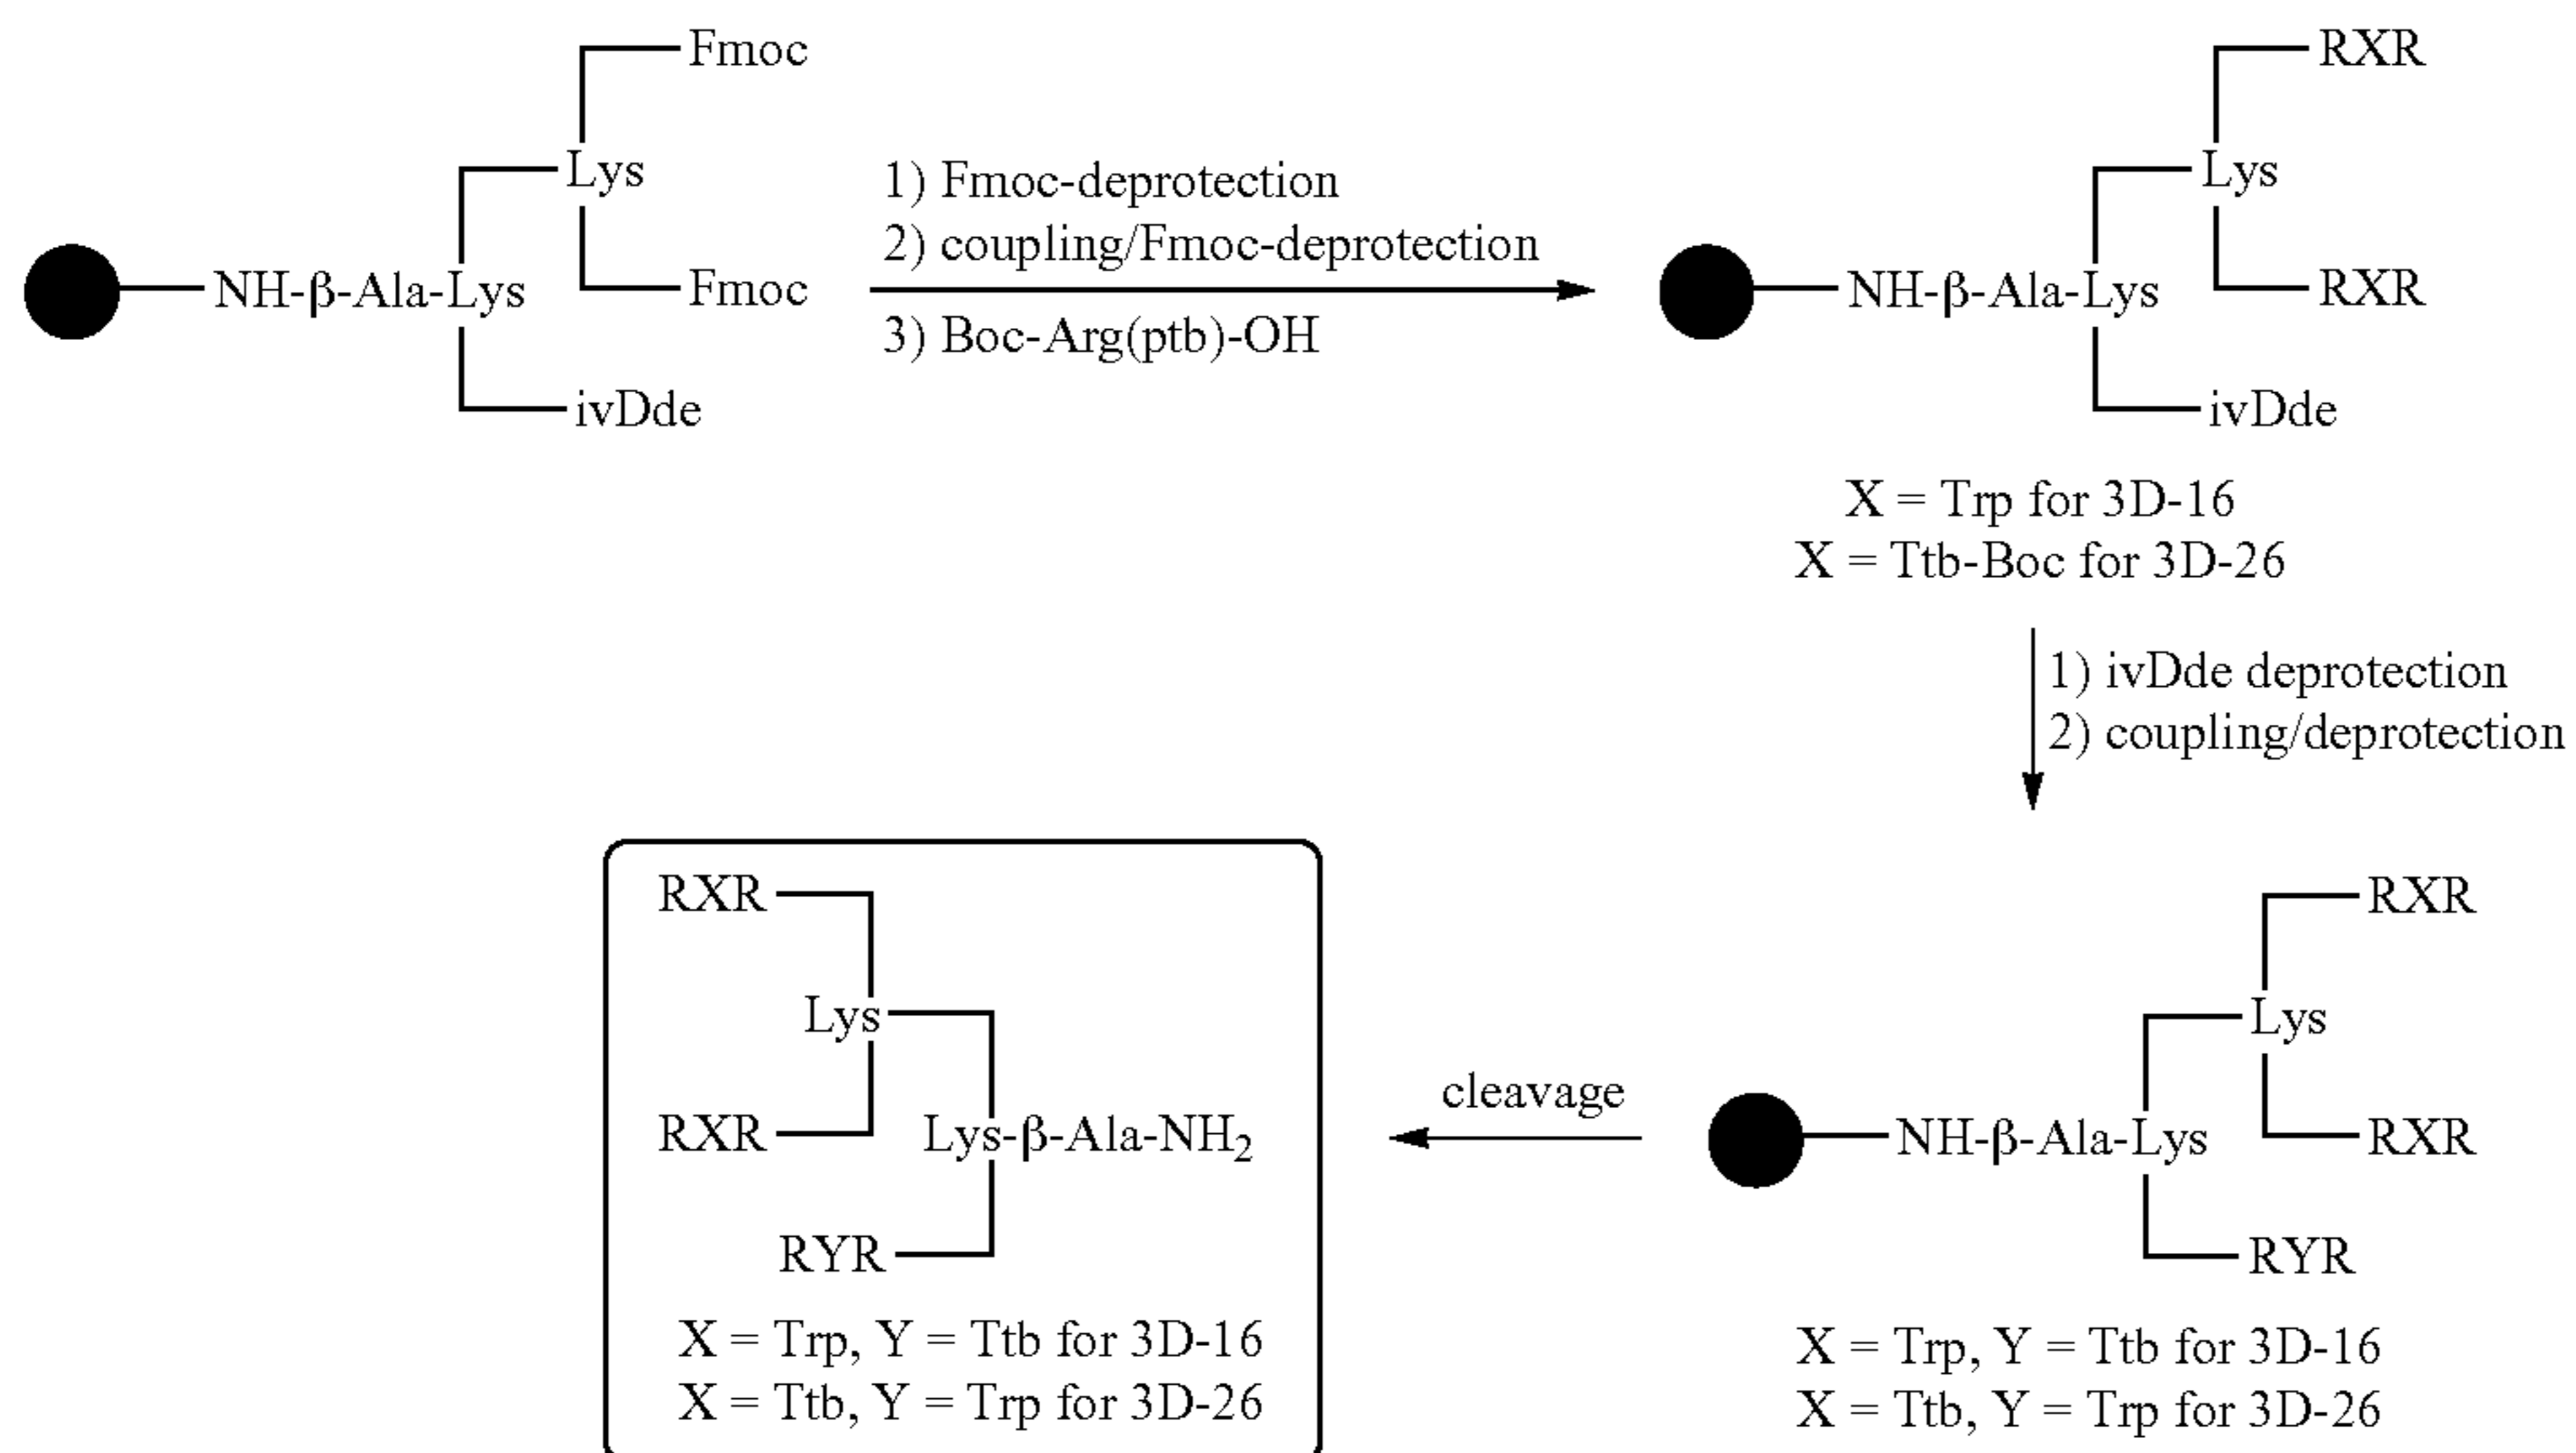 Fmoc
Lys
NH-β-Ala-Lys
Fmoc
ivDde
1) Fmoc-deprotection
2) coupling/Fmoc-deprotection
3) Boc-Arg(ptb)-OH
RXR
Lys
NH-β-Ala-Lys
RXR
ivDde
X = Trp for 3D-16
X = Ttb-Boc for 3D-26
1) ivDde deprotection
2) coupling/deprotection
RXR
Lys
NH-β-Ala-Lys
RXR
RYR
X = Trp, Y = Ttb for 3D-16
X = Ttb, Y = Trp for 3D-26
cleavage
RXR
Lys
RXR
Lys-β-Ala-NH₂
RYR
X = Trp, Y = Ttb for 3D-16
X = Ttb, Y = Trp for 3D-26